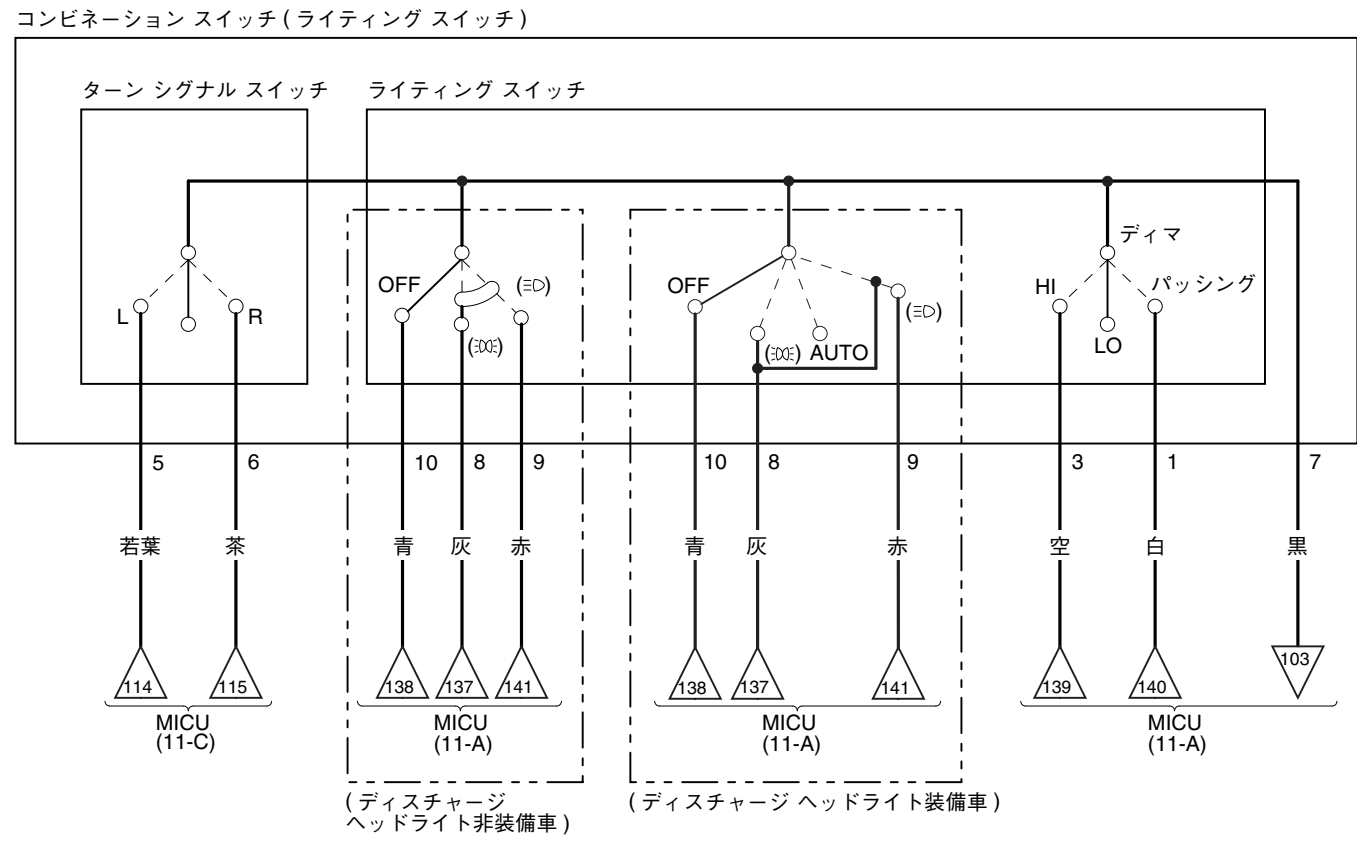 コンビネーション スイッチ ( ライティング スイッチ )
ターン シグナル スイッチ
ライティング スイッチ
ディマ
OFF
OFF
HI
パッシング
L
R
LO
AUTO
5
6
10
8
9
10
8
9
3
1
7
若葉
茶
青
灰
赤
青
灰
赤
空
白
黒
114
115
138
137
141
138
137
141
139
140
103
MICU
(11-C)
MICU
(11-A)
MICU
(11-A)
MICU
(11-A)
( ディスチャージ
ヘッドライト非装備車 )
( ディスチャージ ヘッドライト装備車 )